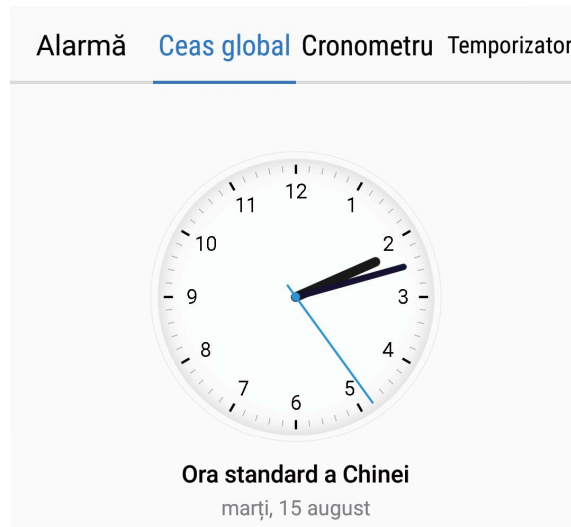 Alarmă Ceas global Cronometru Temporizator
12
11 1
10 2
9 3
8 4
7 5
6
Ora standard a Chinei
marți, 15 august